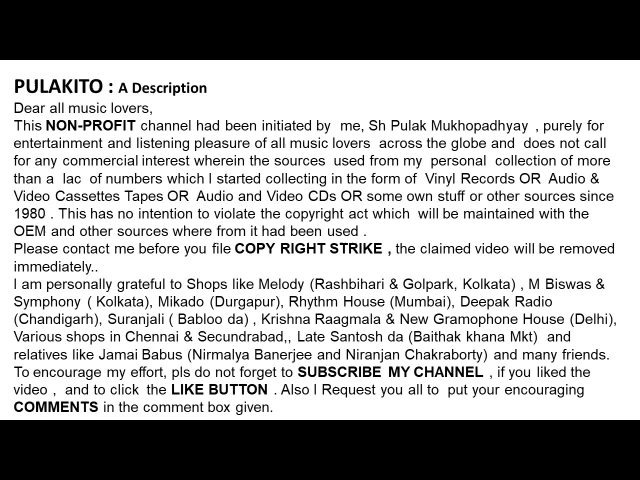 PULAKITO : A Description
Dear all music lovers,
This NON-PROFIT channel had been initiated by me, Sh Pulak Mukhopadhyay , purely for
entertainment and listening pleasure of all music lovers across the globe and does not call
for any commercial interest wherein the sources used from my personal collection of more
than a lac of numbers which I started collecting in the form of Vinyl Records OR Audio &
Video Cassettes Tapes OR Audio and Video CDs OR some own stuff or other sources since
1980 . This has no intention to violate the copyright act which will be maintained with the
OEM and other sources where from it had been used .
Please contact me before you file COPY RIGHT STRIKE , the claimed video will be removed
immediately..
I am personally grateful to Shops like Melody (Rashbihari & Golpark, Kolkata) , M Biswas &
Symphony ( Kolkata), Mikado (Durgapur), Rhythm House (Mumbai), Deepak Radio
(Chandigarh), Suranjali ( Babloo da) , Krishna Raagmala & New Gramophone House (Delhi),
Various shops in Chennai & Secundrabad,, Late Santosh da (Baithak khana Mkt) and
relatives like Jamai Babus (Nirmalya Banerjee and Niranjan Chakraborty) and many friends.
To encourage my effort, pls do not forget to SUBSCRIBE MY CHANNEL , if you liked the
video , and to click the LIKE BUTTON . Also I Request you all to put your encouraging
COMMENTS in the comment box given.